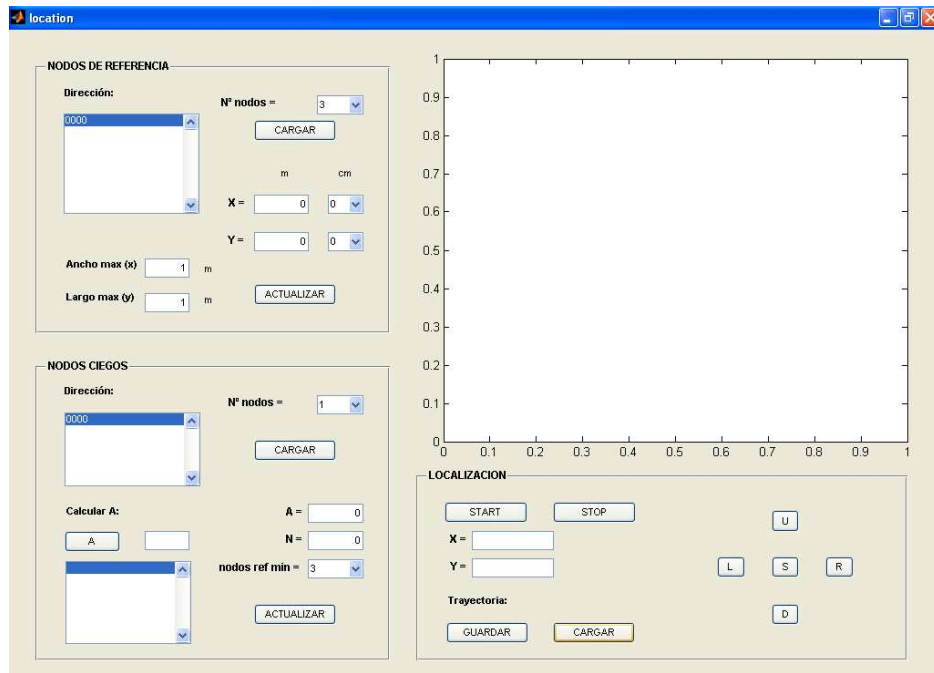 location
NODOS DE REFERENCIA
Dirección:
0000
Nº nodos =
3
CARGAR
m
cm
X =
0
0
Y =
0
0
Ancho max (x)
1
m
Largo max (y)
1
m
ACTUALIZAR
NODOS CIEGOS
Dirección:
0000
Nº nodos =
1
CARGAR
Calcular A:
A
A =
0
N =
0
nodos ref min =
3
ACTUALIZAR
1
0.9
0.8
0.7
0.6
0.5
0.4
0.3
0.2
0.1
0
0 0.1 0.2 0.3 0.4 0.5 0.6 0.7 0.8 0.9 1
LOCALIZACION
START
STOP
X =
Y =
U
L
S
R
D
Trayectoria:
GUARDAR
CARGAR